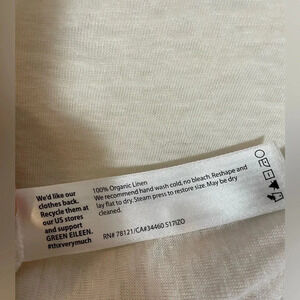 We'd like our
clothes back.
Recycle them at
our US stores
and support
GREEN EILEEN.
#thxverymuch
100% Organic Linen
We recommend hand wash cold, no bleach. Reshape and
lay flat to dry. Steam press to restore size. May be dry
cleaned.
RN# 78121/CA#34460 S17IZO